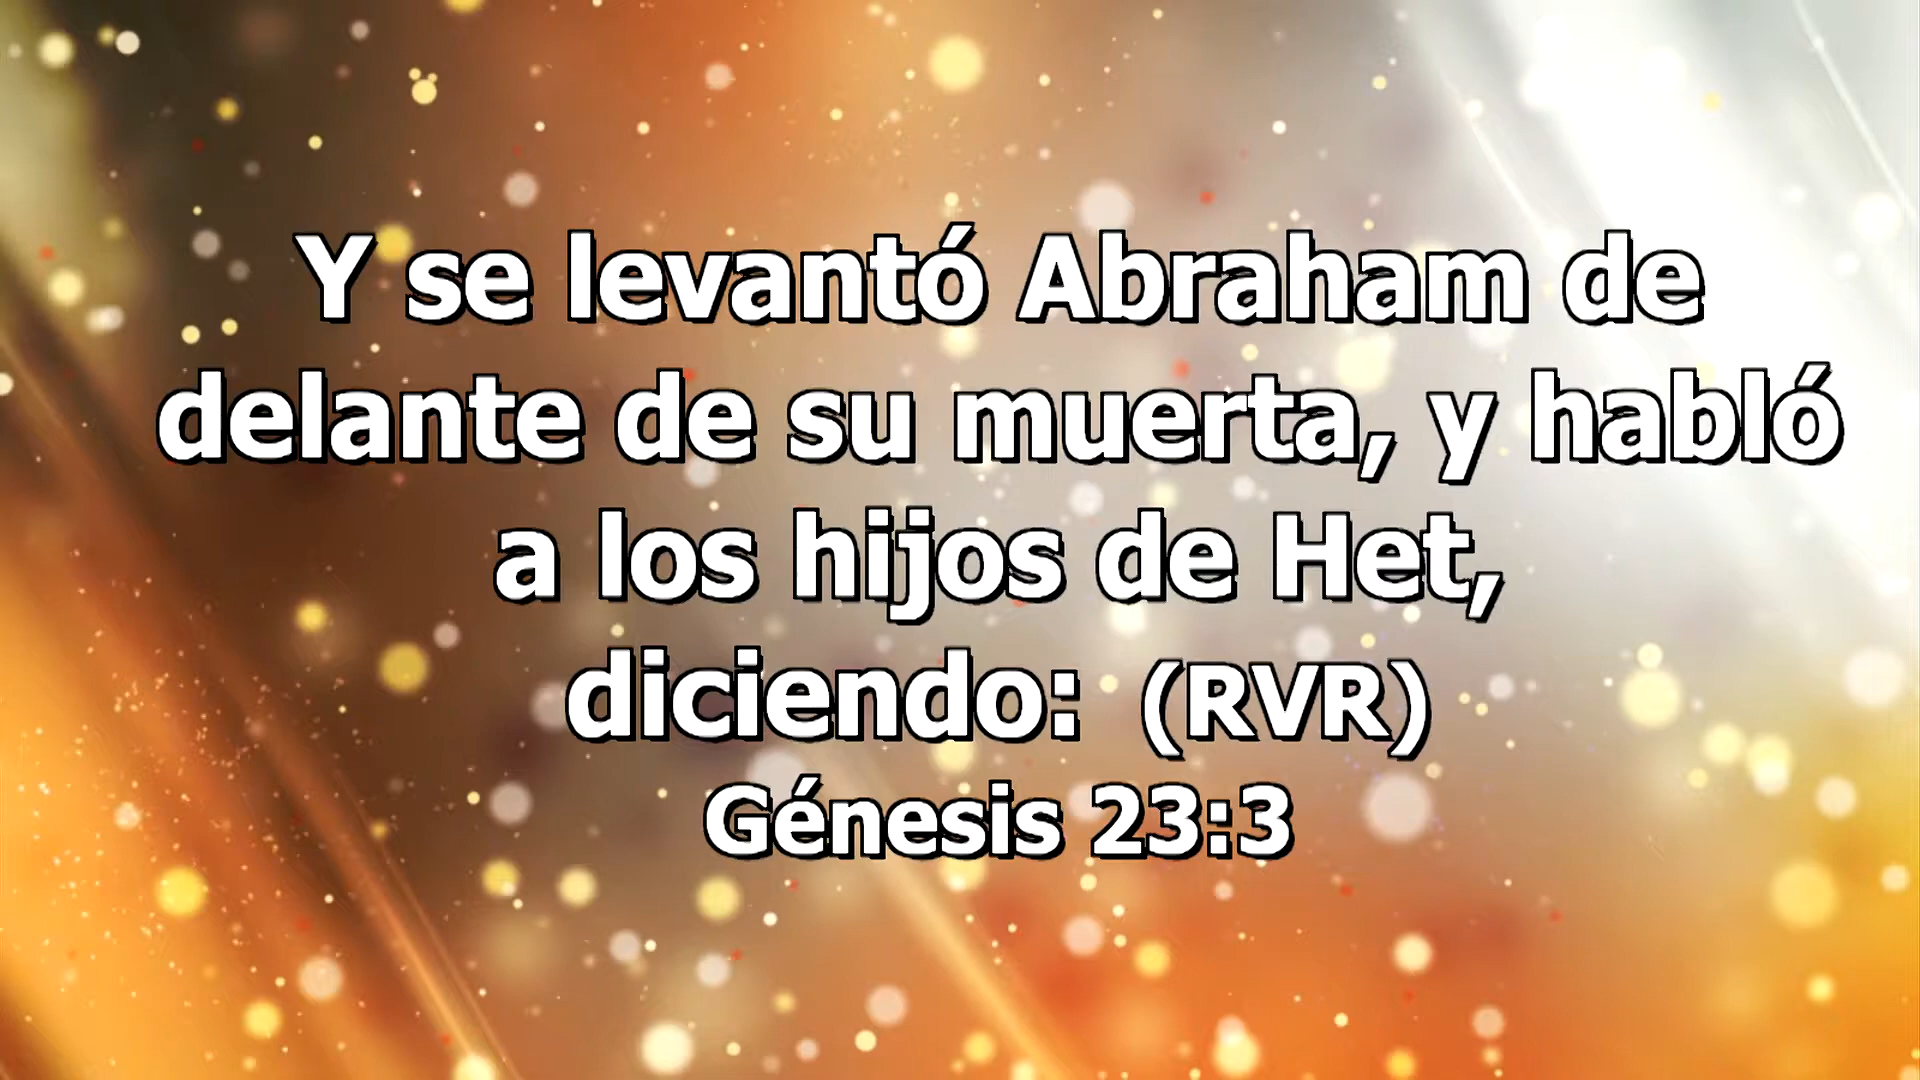 Y se levantó Abraham de
delante de su muerta, y habló
a los hijos de Het,
diciendo: (RVR)
Génesis 23:3